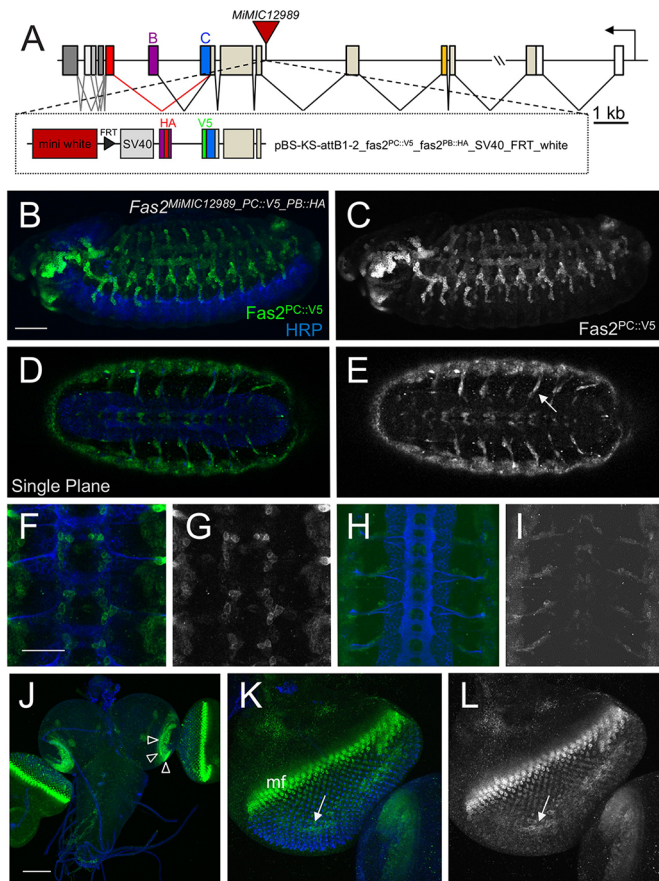 MiMIC12989
A
B
C
1 kb
HA
V5
FRT
mini white
SV40
pBS-KS-attB1-2_fas2PC::V5_fas2PB::HA_SV40_FRT_white
B
Fas2MiMIC12989_PC::V5_PB::HA
C
Fas2PC::V5
HRP
Fas2PC::V5
D
E
Single Plane
F
G
H
I
J
K
L
mf